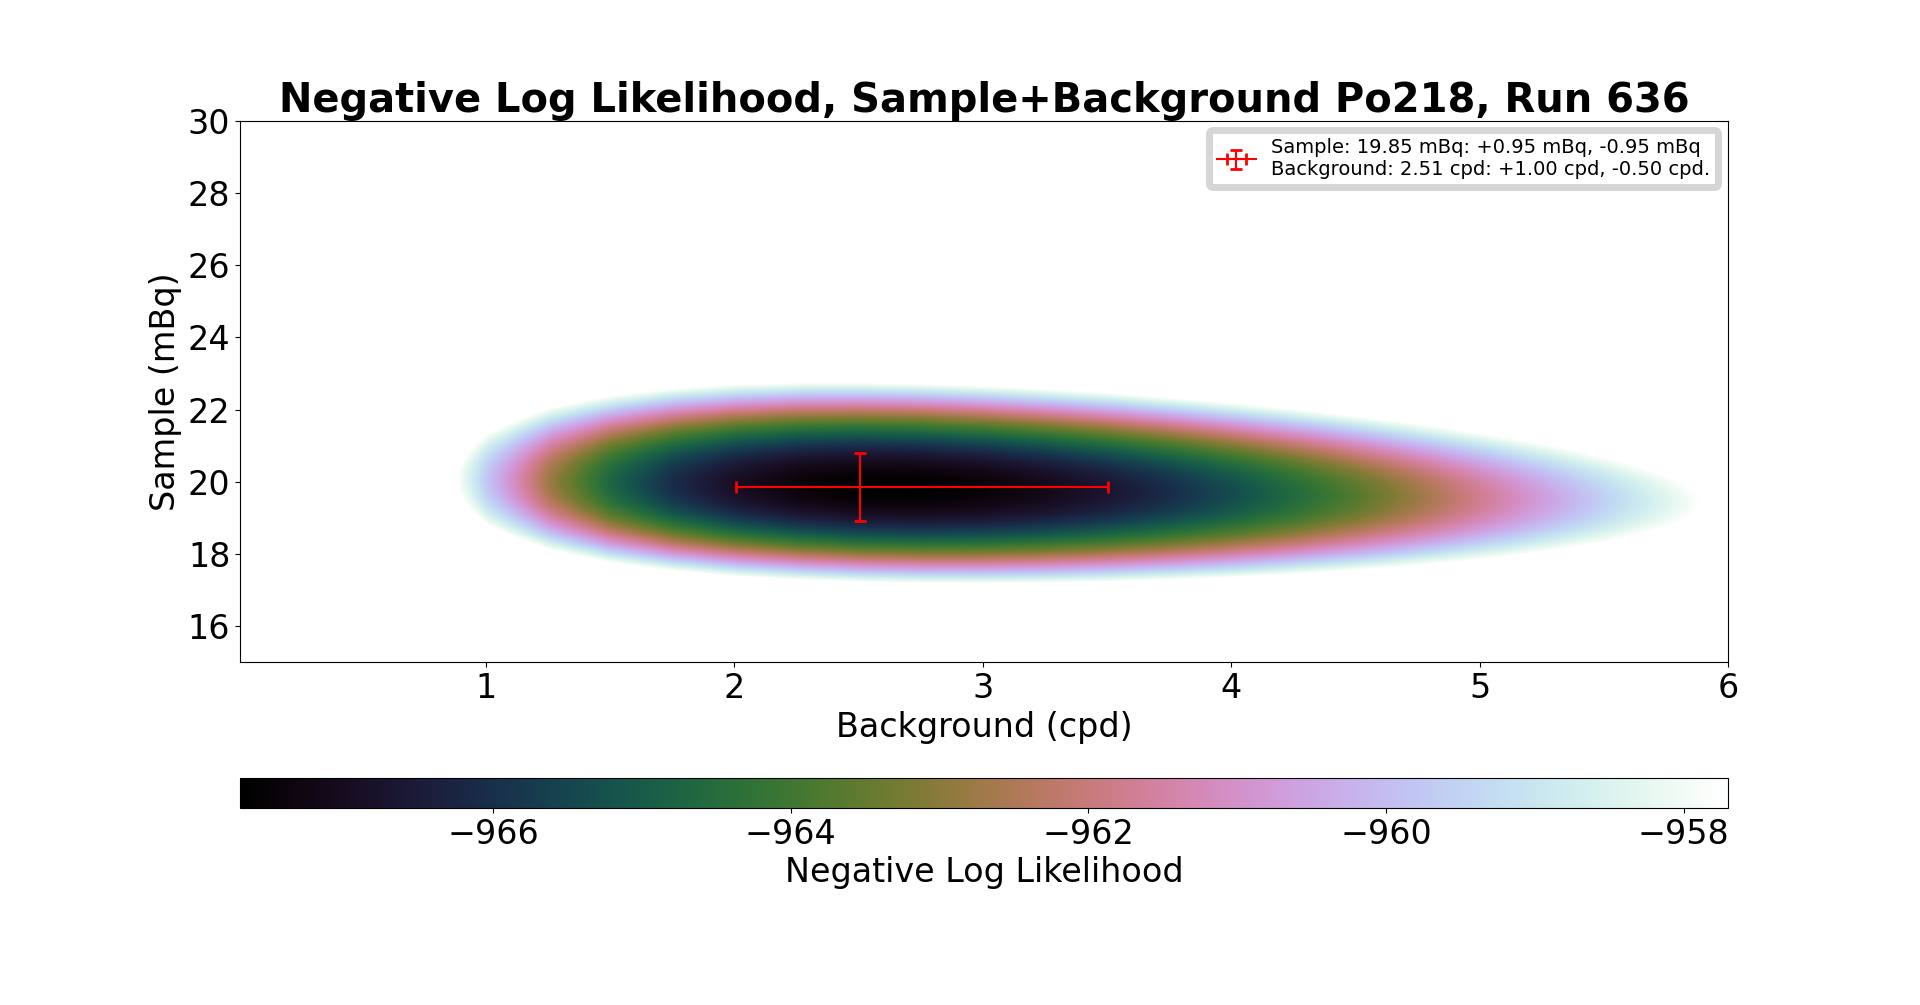 Negative Log Likelihood, Sample+Background Po218, Run 636
Sample: 19.85 mBq: +0.95 mBq, -0.95 mBq
Background: 2.51 cpd: +1.00 cpd, -0.50 cpd.
Sample (mBq)
30
28
26
24
22
20
18
16
1 2 3 4 5 6
Background (cpd)
−966 −964 −962 −960 −958
Negative Log Likelihood